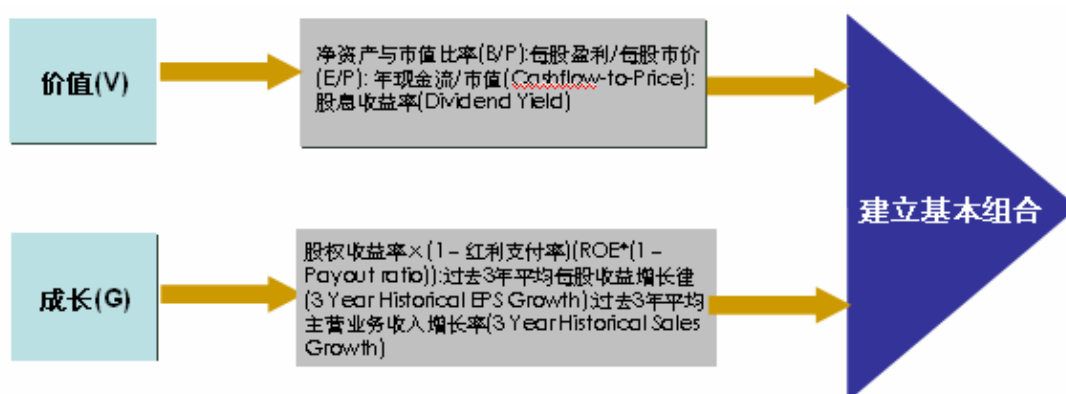 价值(V)
净资产与市值比率(B/P):每股盈利/每股市价
(E/P): 年现金流/市值(Cashflow-to-Price):
股息收益率(Dividend Yield)
建立基本组合
成长(G)
股权收益率×(1 – 红利支付率)(ROE*(1 –
Payout ratio)):过去3年平均每股收益增长律
(3 Year Historical EPS Growth):过去3年平均
主营业务收入增长率(3 Year Historical Sales
Growth)